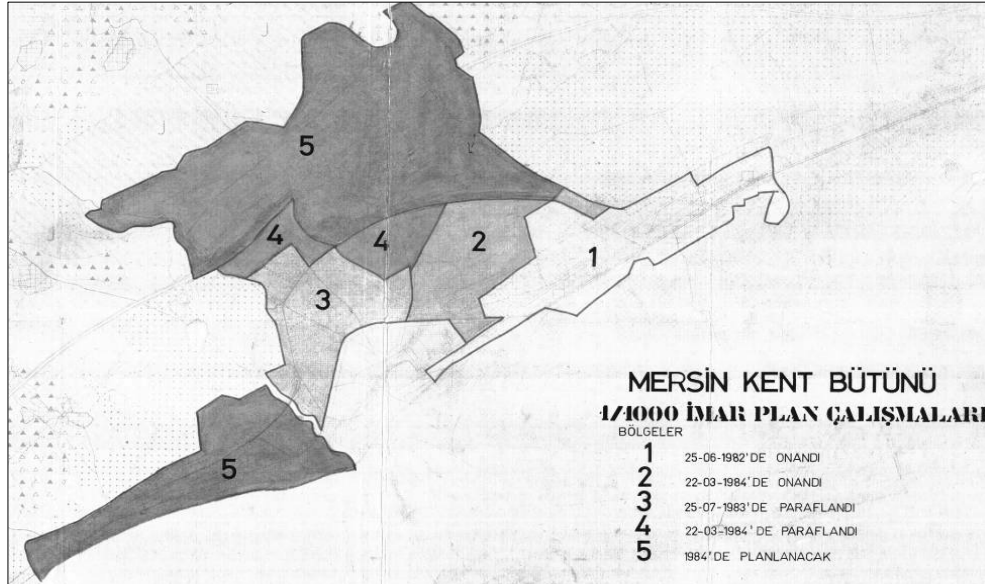 5
4
4
2
1
3
5
MERSİN KENT BÜTÜNÜ
1/1000 İMAR PLAN ÇALIŞMALARI
BÖLGELER
1 25-06-1982'DE ONANDI
2 22-03-1984'DE ONANDI
3 25-07-1983'DE PARAFLANDI
4 22-03-1984'DE PARAFLANDI
5 1984'DE PLANLANACAK